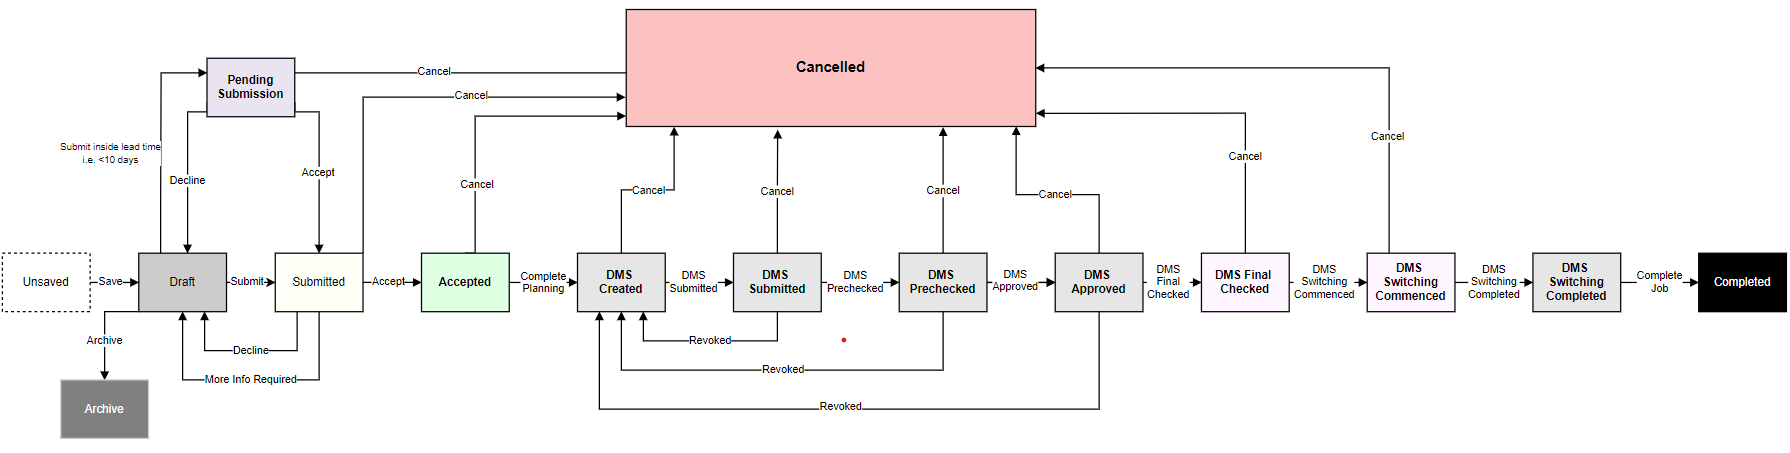 Cancelled
Pending
Submission
Cancel
Cancel
Submit inside lead time
i.e. <10 days
Decline
Accept
Cancel
Cancel
Cancel
Cancel
Cancel
Cancel
Cancel
Unsaved
Save
Draft
Submit
Submitted
Accept
Accepted
Complete
Planning
DMS
Created
DMS
Submitted
DMS
Submitted
DMS
Prechecked
DMS
Prechecked
DMS
Approved
DMS
Approved
DMS
Final
Checked
DMS Final
Checked
DMS
Switching
Commenced
DMS
Switching
Commenced
DMS
Switching
Completed
DMS
Switching
Completed
Complete
Job
Completed
Archive
Decline
More Info Required
Archive
Revoked
Revoked
Revoked